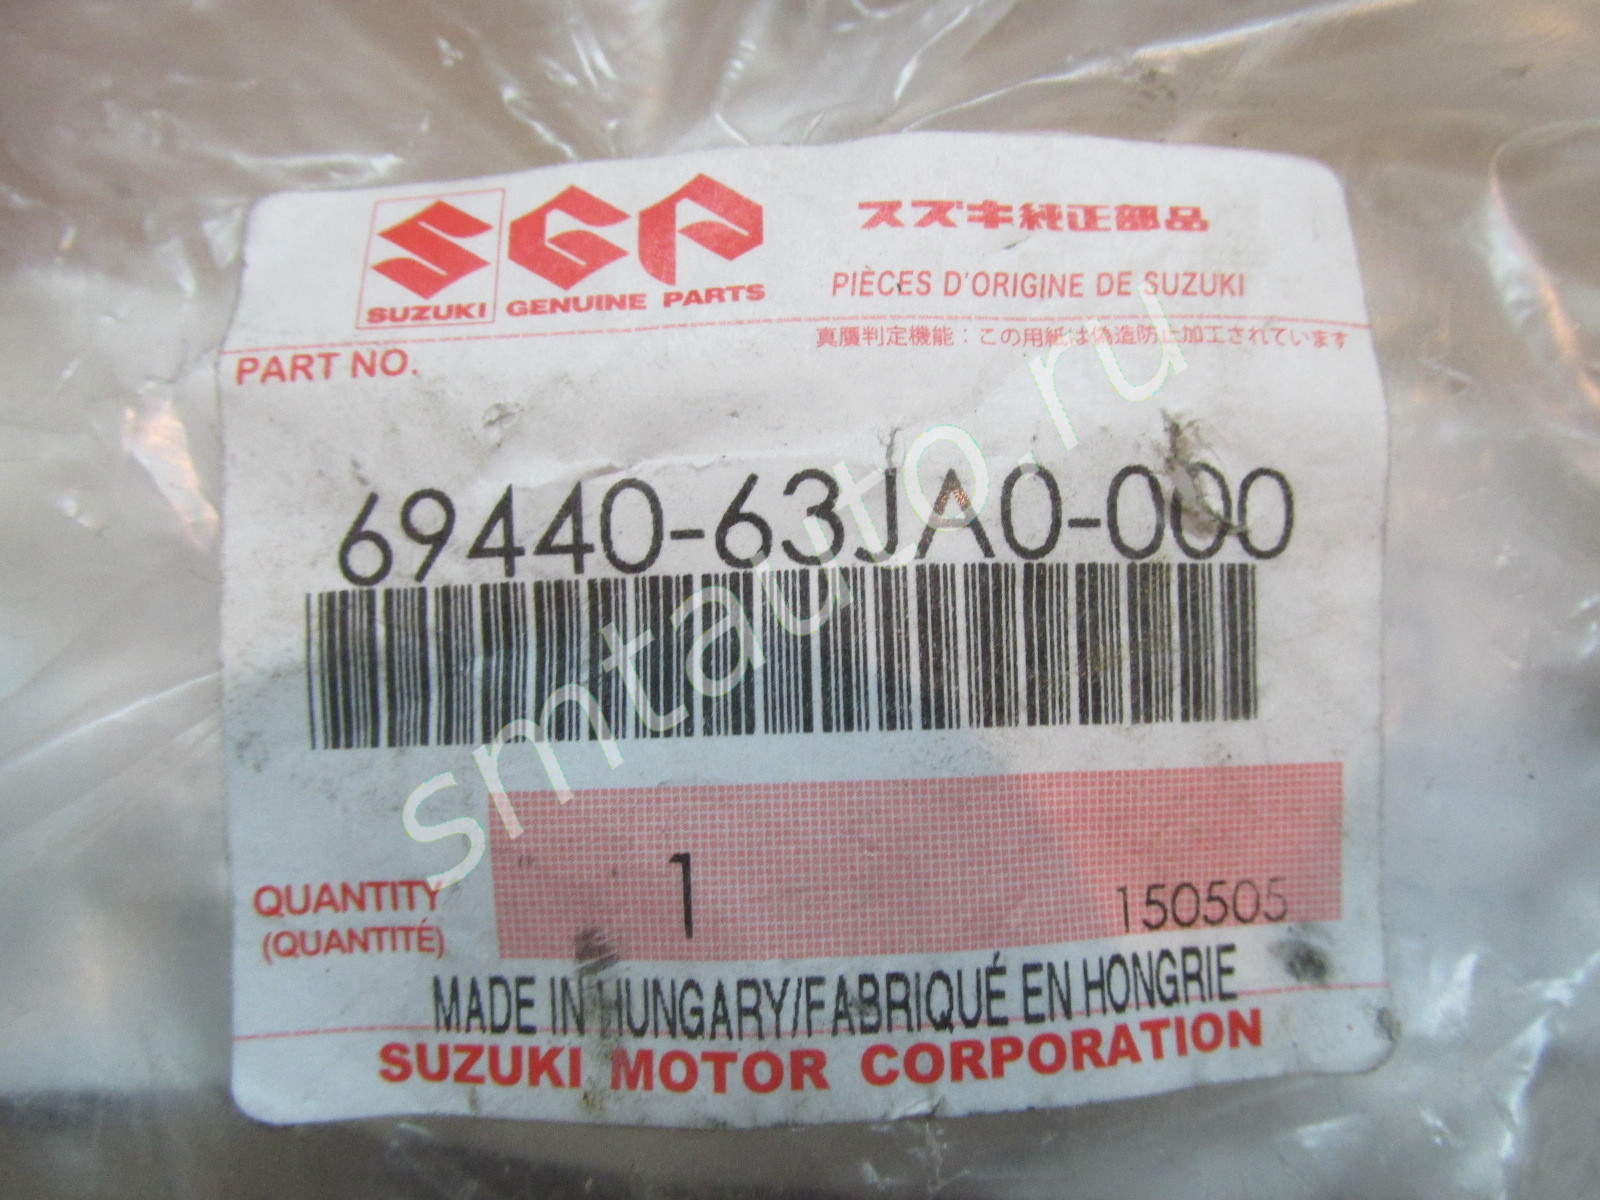 SGP
スズキ純正部品
SUZUKI GENUINE PARTS
PIÈCES D'ORIGINE DE SUZUKI
真贋判定機能：この用紙は偽造防止加工されています
PART NO.
69440-63JA0-000
smtauto.ru
1
150505
QUANTITY
(QUANTITÉ)
MADE IN HUNGARY/FABRIQUÉ EN HONGRIE
SUZUKI MOTOR CORPORATION